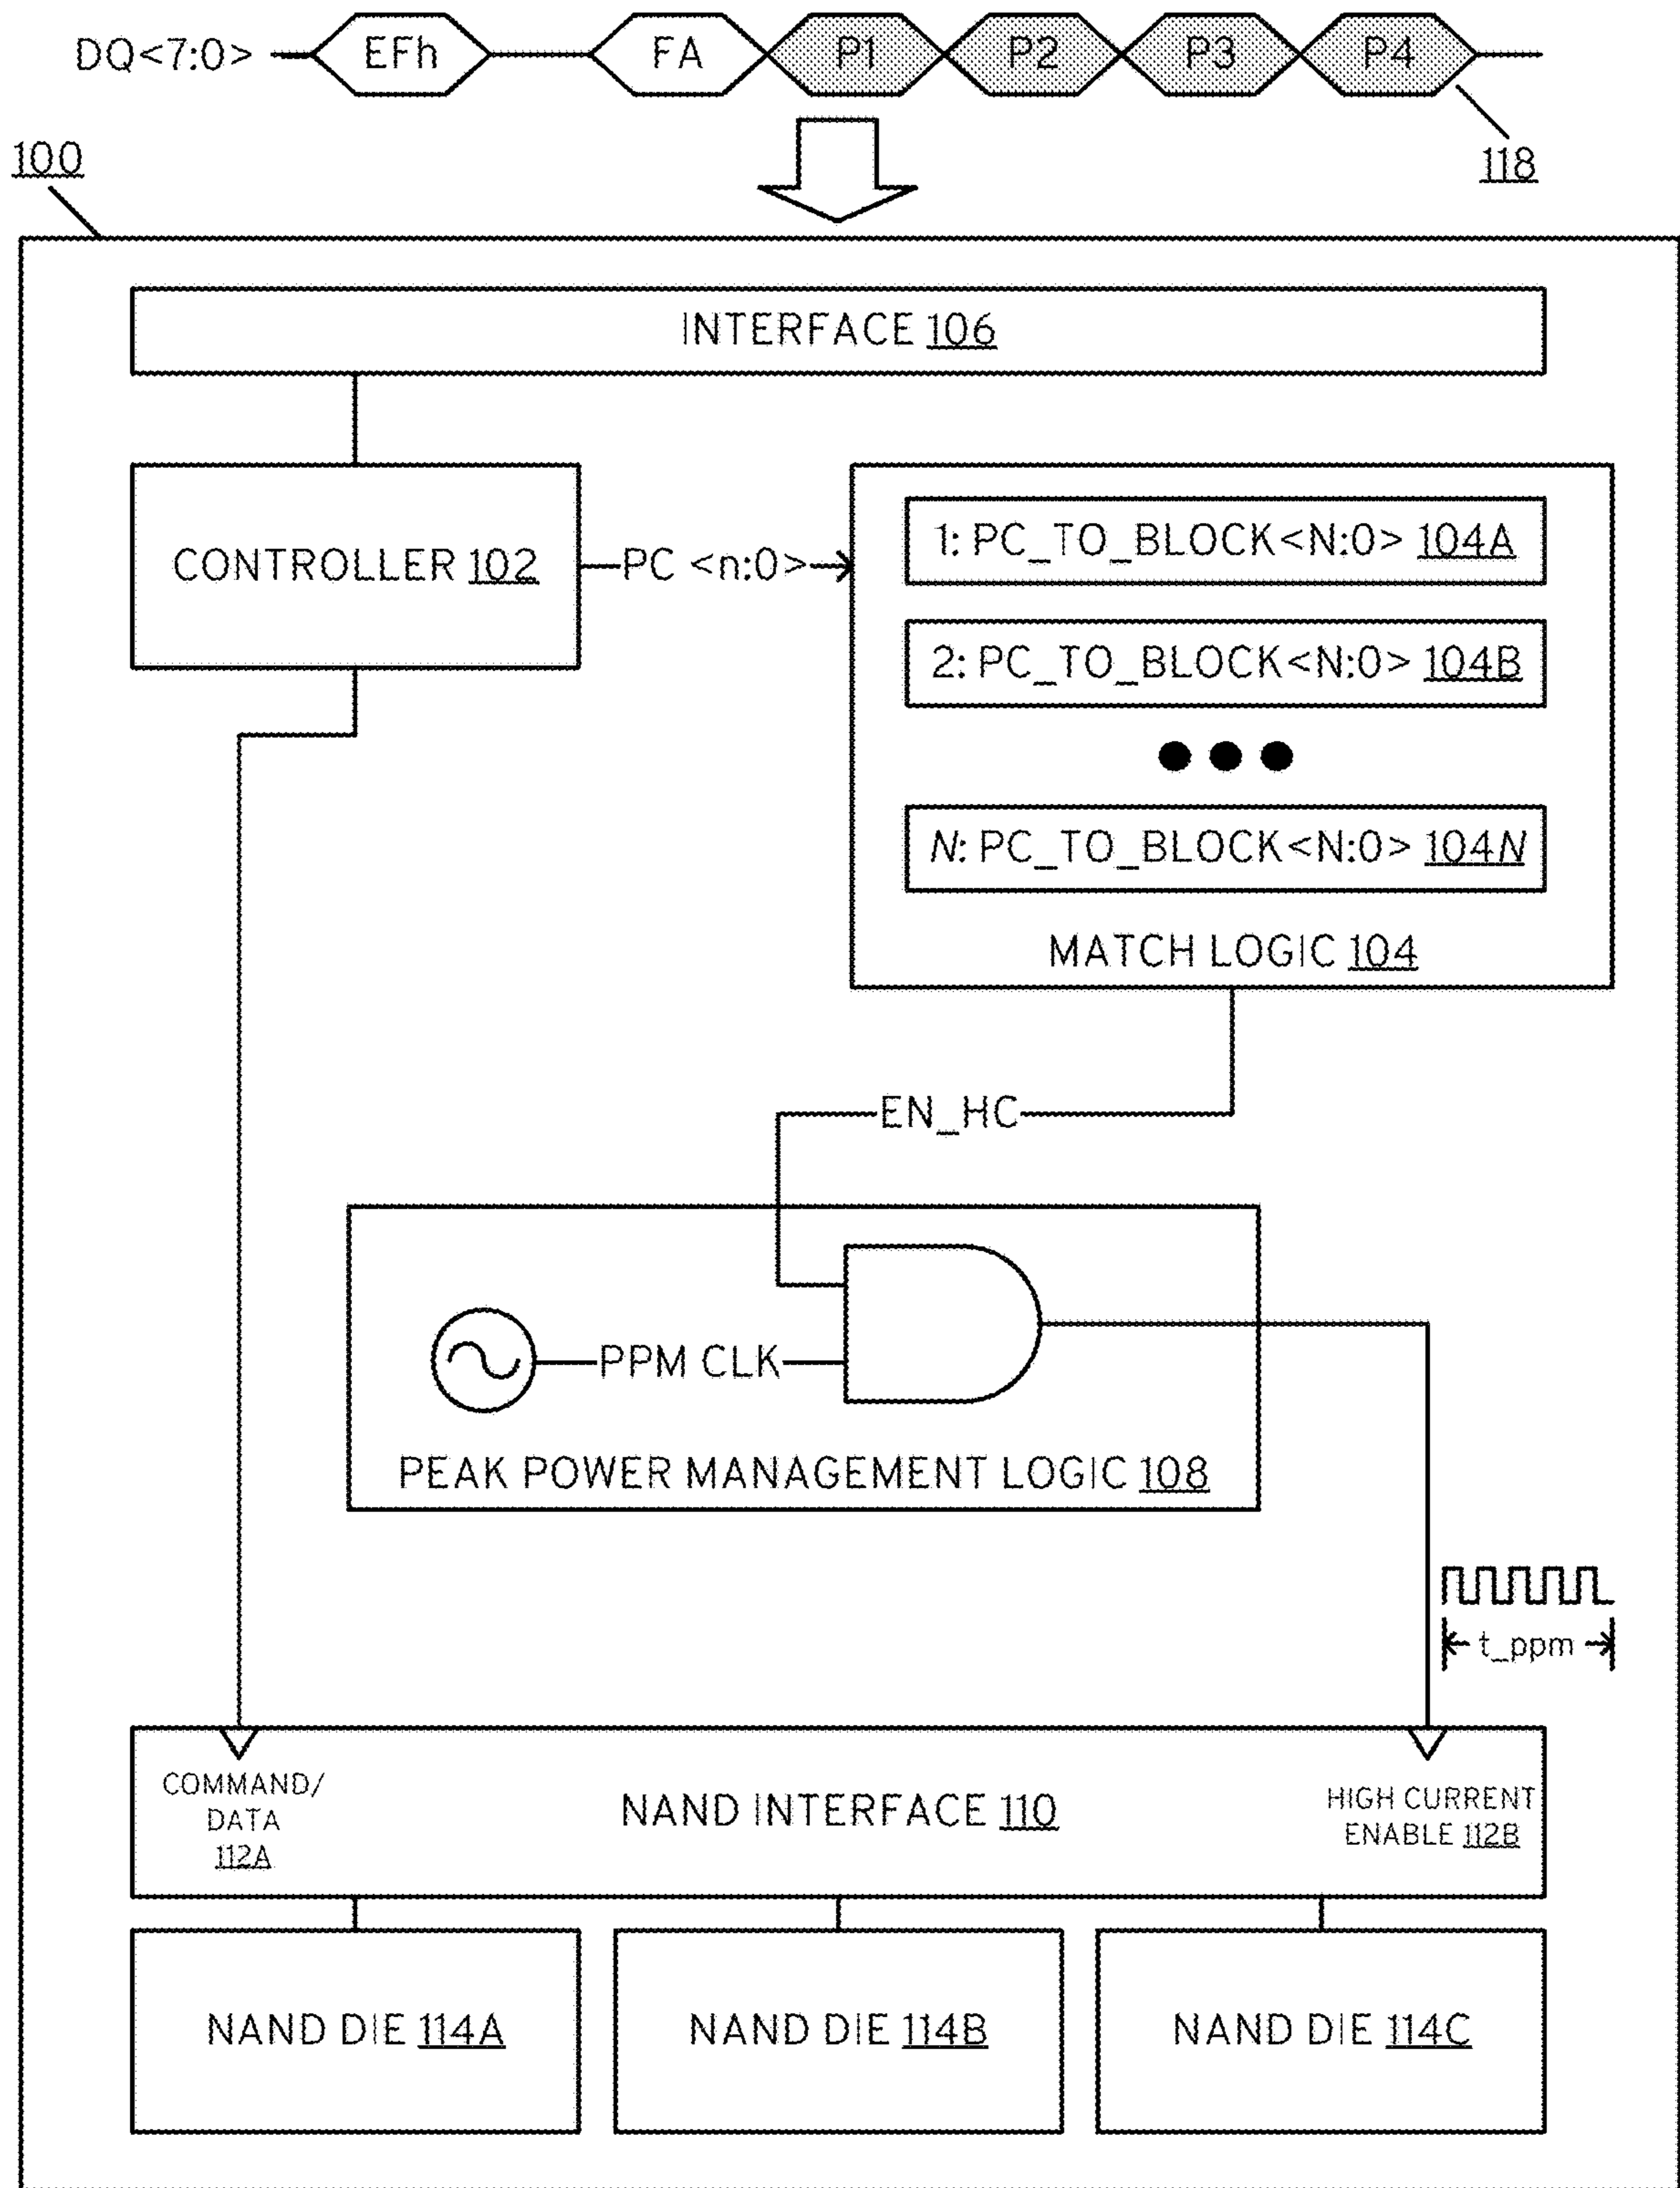 DQ<7:0> EFh FA P1 P2 P3 P4
118
100
INTERFACE 106
CONTROLLER 102
PC <n:0>
1: PC_TO_BLOCK<N:0> 104A
2: PC_TO_BLOCK<N:0> 104B
N: PC_TO_BLOCK<N:0> 104N
MATCH LOGIC 104
EN_HC
PPM CLK
PEAK POWER MANAGEMENT LOGIC 108
t_ppm
COMMAND/
DATA
112A
NAND INTERFACE 110
HIGH CURRENT
ENABLE 112B
NAND DIE 114A
NAND DIE 114B
NAND DIE 114C